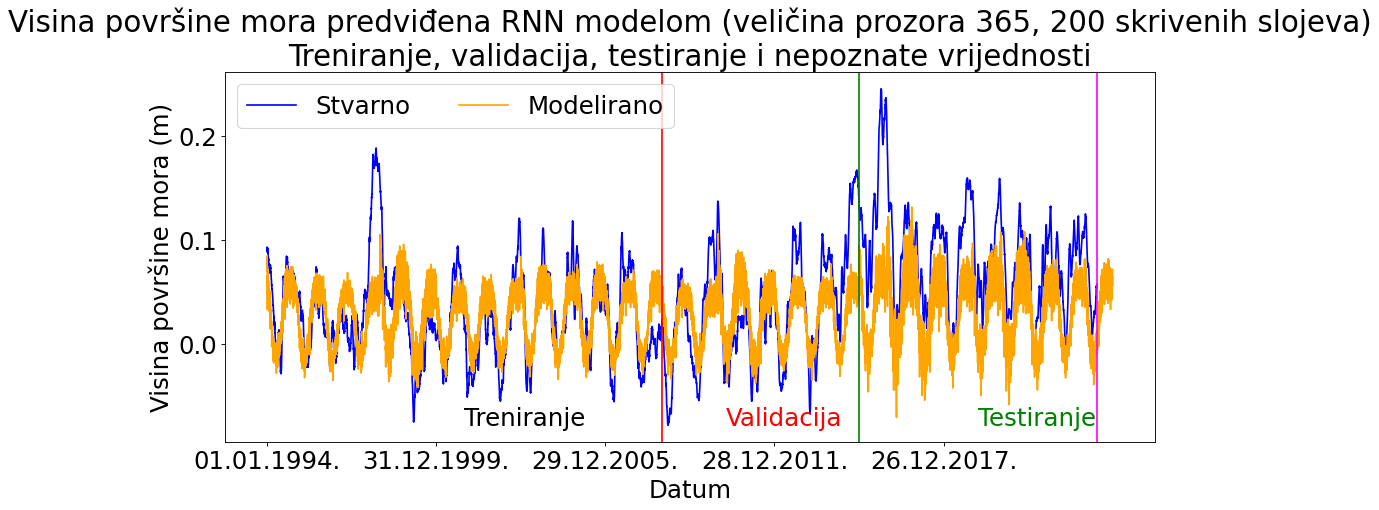 Visina površine mora predviđena RNN modelom (veličina prozora 365, 200 skrivenih slojeva)
Treniranje, validacija, testiranje i nepoznate vrijednosti
Stvarno Modelirano
Visina površine mora (m)
0.2
0.1
0.0
Treniranje Validacija Testiranje
01.01.1994. 31.12.1999. 29.12.2005. 28.12.2011. 26.12.2017.
Datum